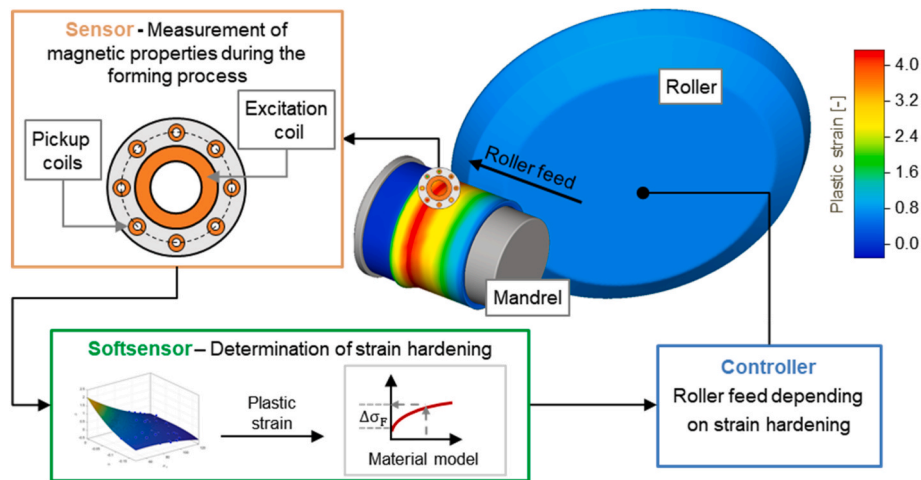 Sensor - Measurement of
magnetic properties during the
forming process
Pickup
coils
Excitation
coil
Roller
Roller feed
Mandrel
Plastic strain [-]
4.0
3.2
2.4
1.6
0.8
0.0
Softsensor – Determination of strain hardening
Plastic
strain
Δσ_F
Material model
Controller
Roller feed depending
on strain hardening